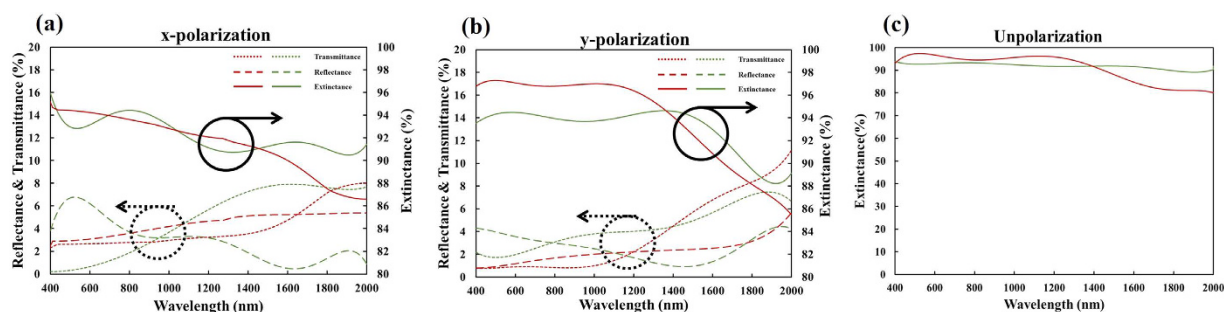 (a)
x-polarization
Reflectance & Transmittance (%)
20
18
16
14
12
10
8
6
4
2
0
Transmittance
Reflectance
Extinctance
100
98
96
94
92
90
88
86
84
82
80
Extinctance (%)
400 600 800 1000 1200 1400 1600 1800 2000
Wavelength (nm)
(b)
y-polarization
Reflectance & Transmittance (%)
20
18
16
14
12
10
8
6
4
2
0
Transmittance
Reflectance
Extinctance
100
98
96
94
92
90
88
86
84
82
80
Extinctance (%)
400 600 800 1000 1200 1400 1600 1800 2000
Wavelength (nm)
(c)
Unpolarization
Extinctance(%)
100
90
80
70
60
50
40
30
20
10
0
400 600 800 1000 1200 1400 1600 1800 2000
Wavelength (nm)